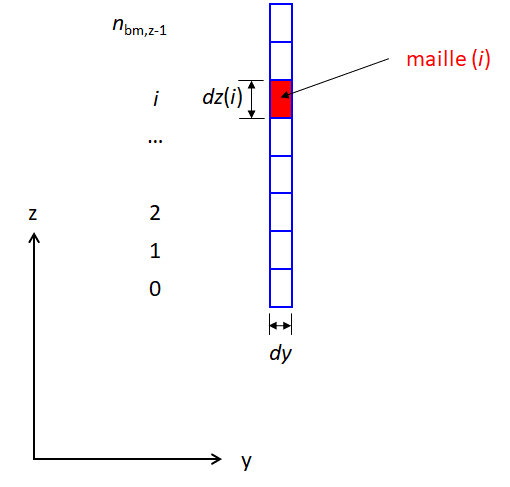 n_bm,z-1
maille (i)
i
dz(i)
...
2
z
1
0
dy
y